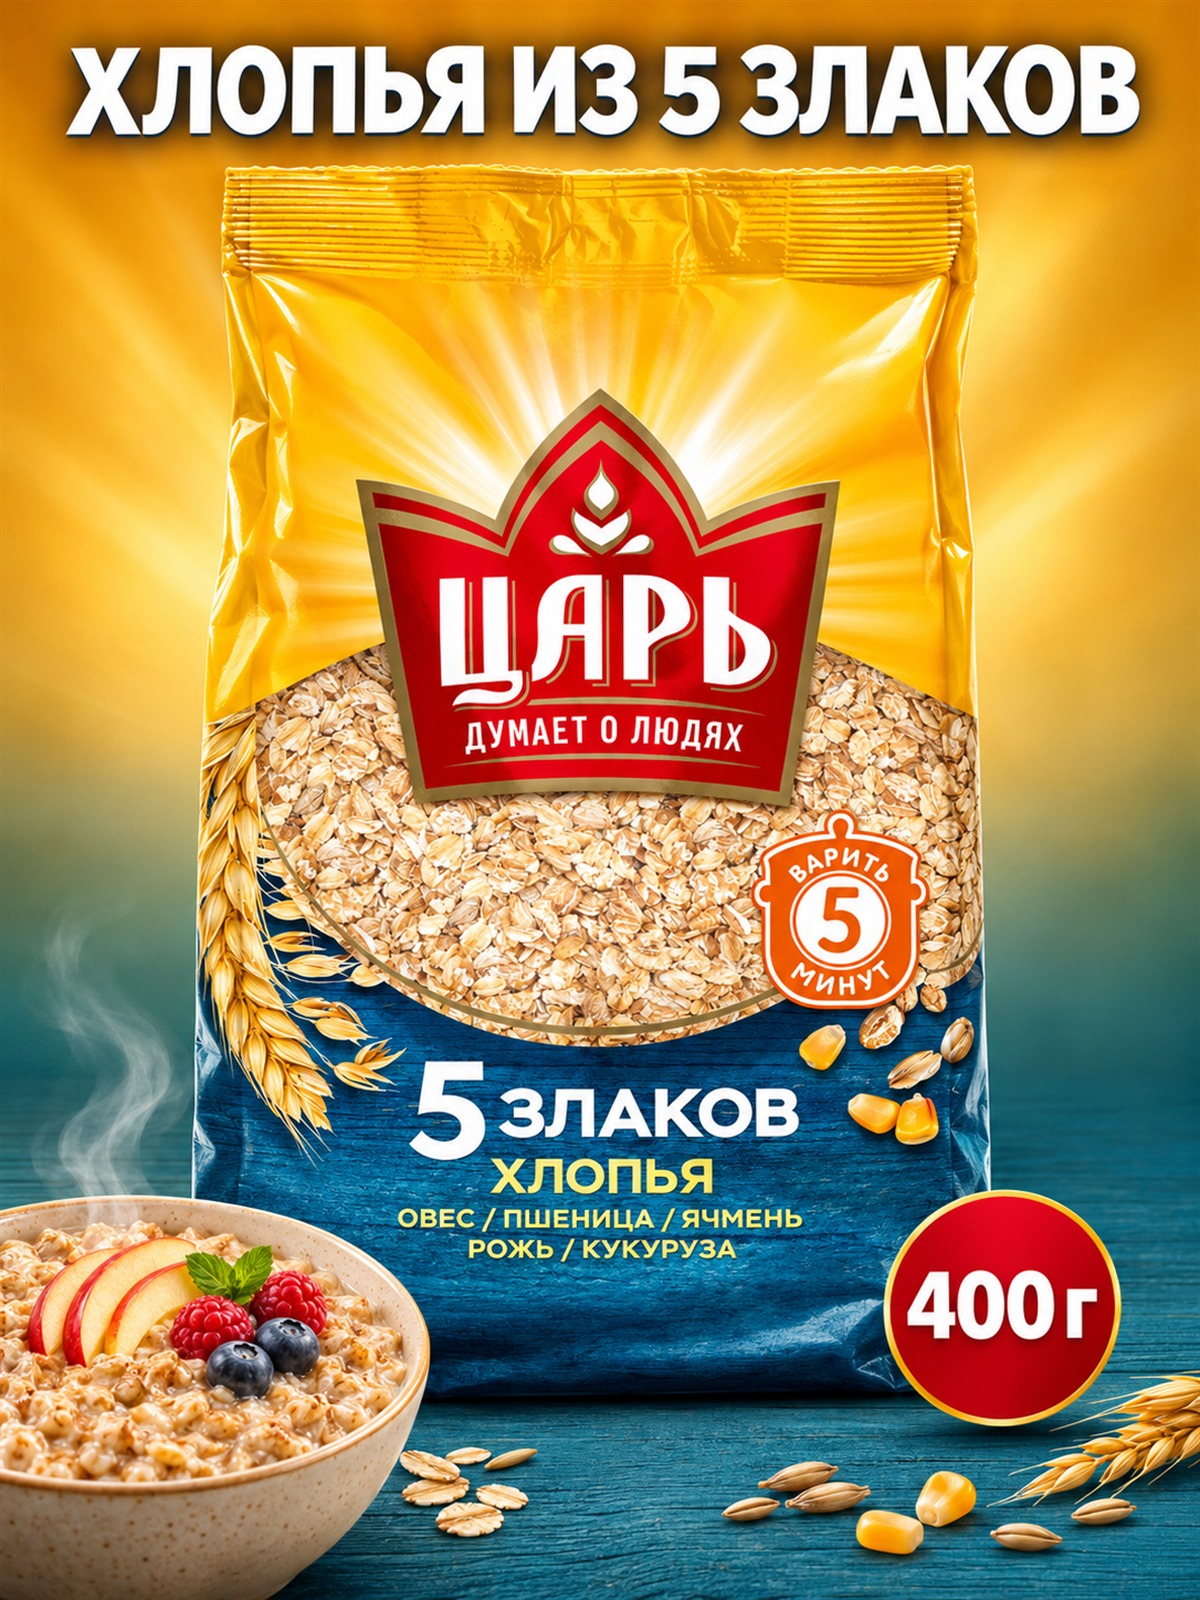 ХЛОПЬЯ ИЗ 5 ЗЛАКОВ
ЦАРЬ
ДУМАЕТ О ЛЮДЯХ
ВАРИТЬ
5
МИНУТ
5 ЗЛАКОВ
ХЛОПЬЯ
ОВЕС / ПШЕНИЦА / ЯЧМЕНЬ
РОЖЬ / КУКУРУЗА
400 г